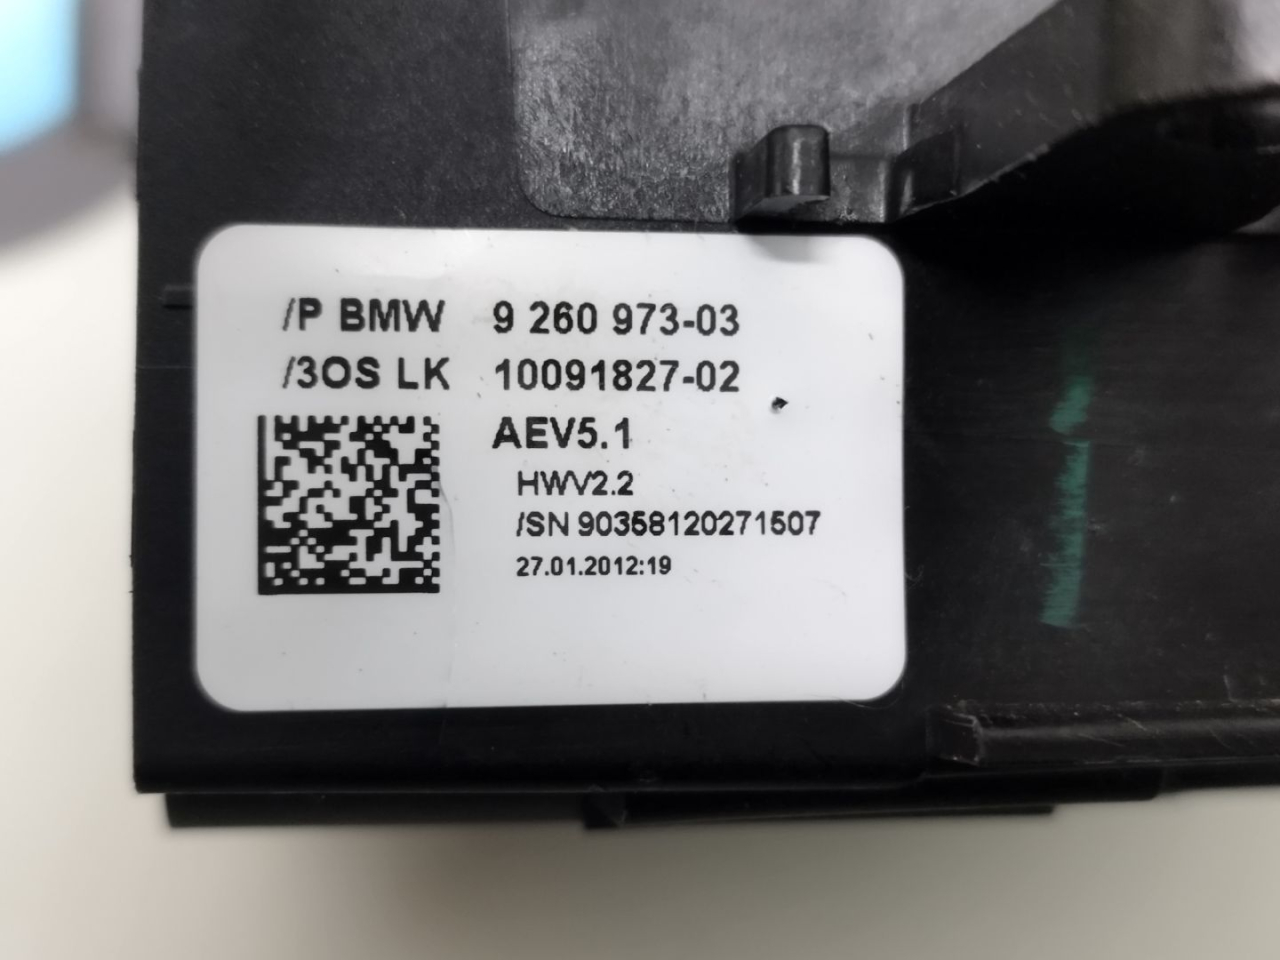 /P BMW 9 260 973-03
/3OS LK 10091827-02
AEV5.1
HWV2.2
/SN 90358120271507
27.01.2012:19